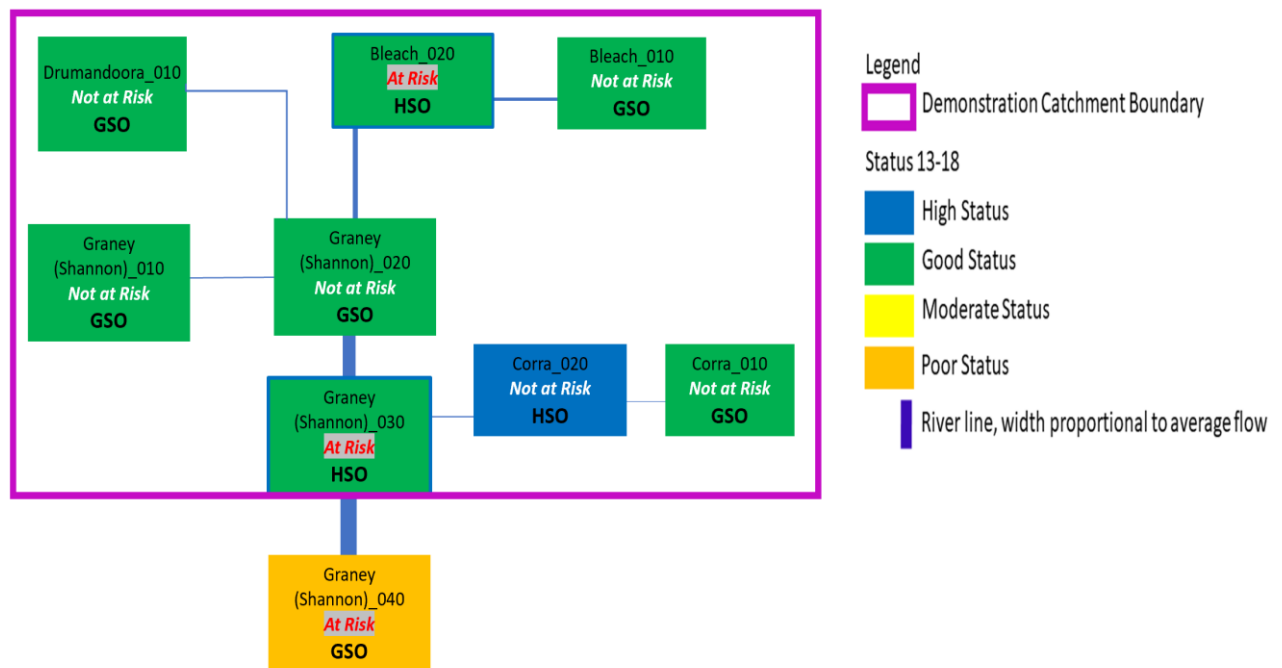 Drumandoora_010
Not at Risk
GSO
Bleach_020
At Risk
HSO
Bleach_010
Not at Risk
GSO
Graney
(Shannon)_010
Not at Risk
GSO
Graney
(Shannon)_020
Not at Risk
GSO
Graney
(Shannon)_030
At Risk
HSO
Corra_020
Not at Risk
HSO
Corra_010
Not at Risk
GSO
Graney
(Shannon)_040
At Risk
GSO
Legend
Demonstration Catchment Boundary
Status 13-18
High Status
Good Status
Moderate Status
Poor Status
River line, width proportional to average flow